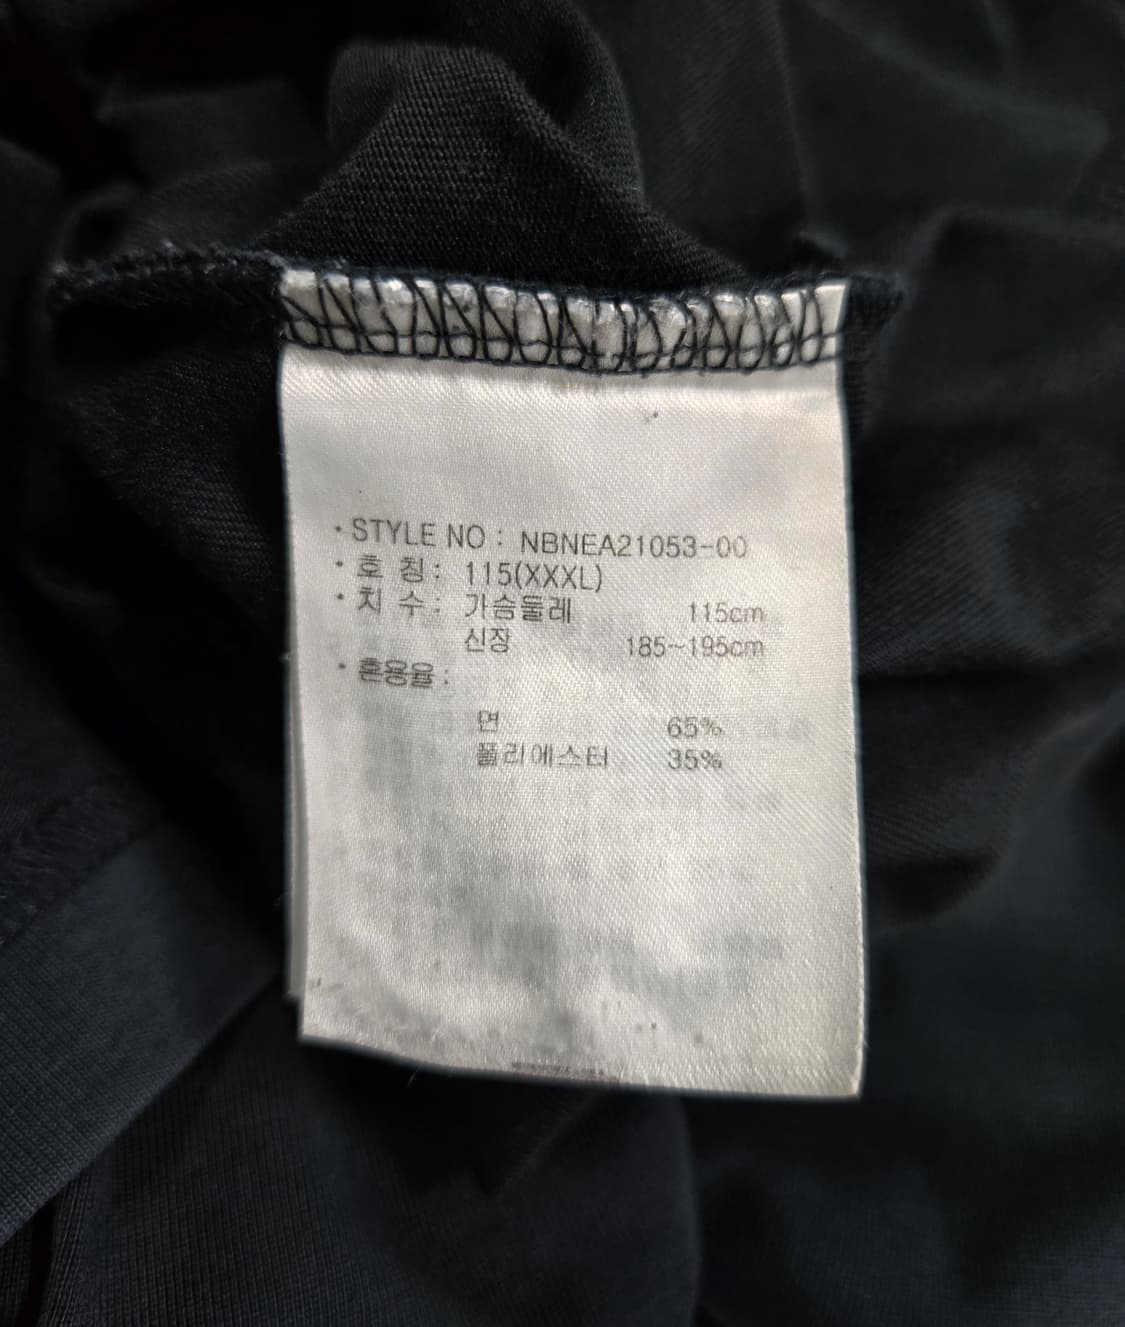 · STYLE NO : NBNEA21053-00
· 호 칭 : 115(XXXL)
· 치 수 : 가슴둘레 115cm
신장 185~195cm
· 혼용율 :
면 65%
폴리에스터 35%